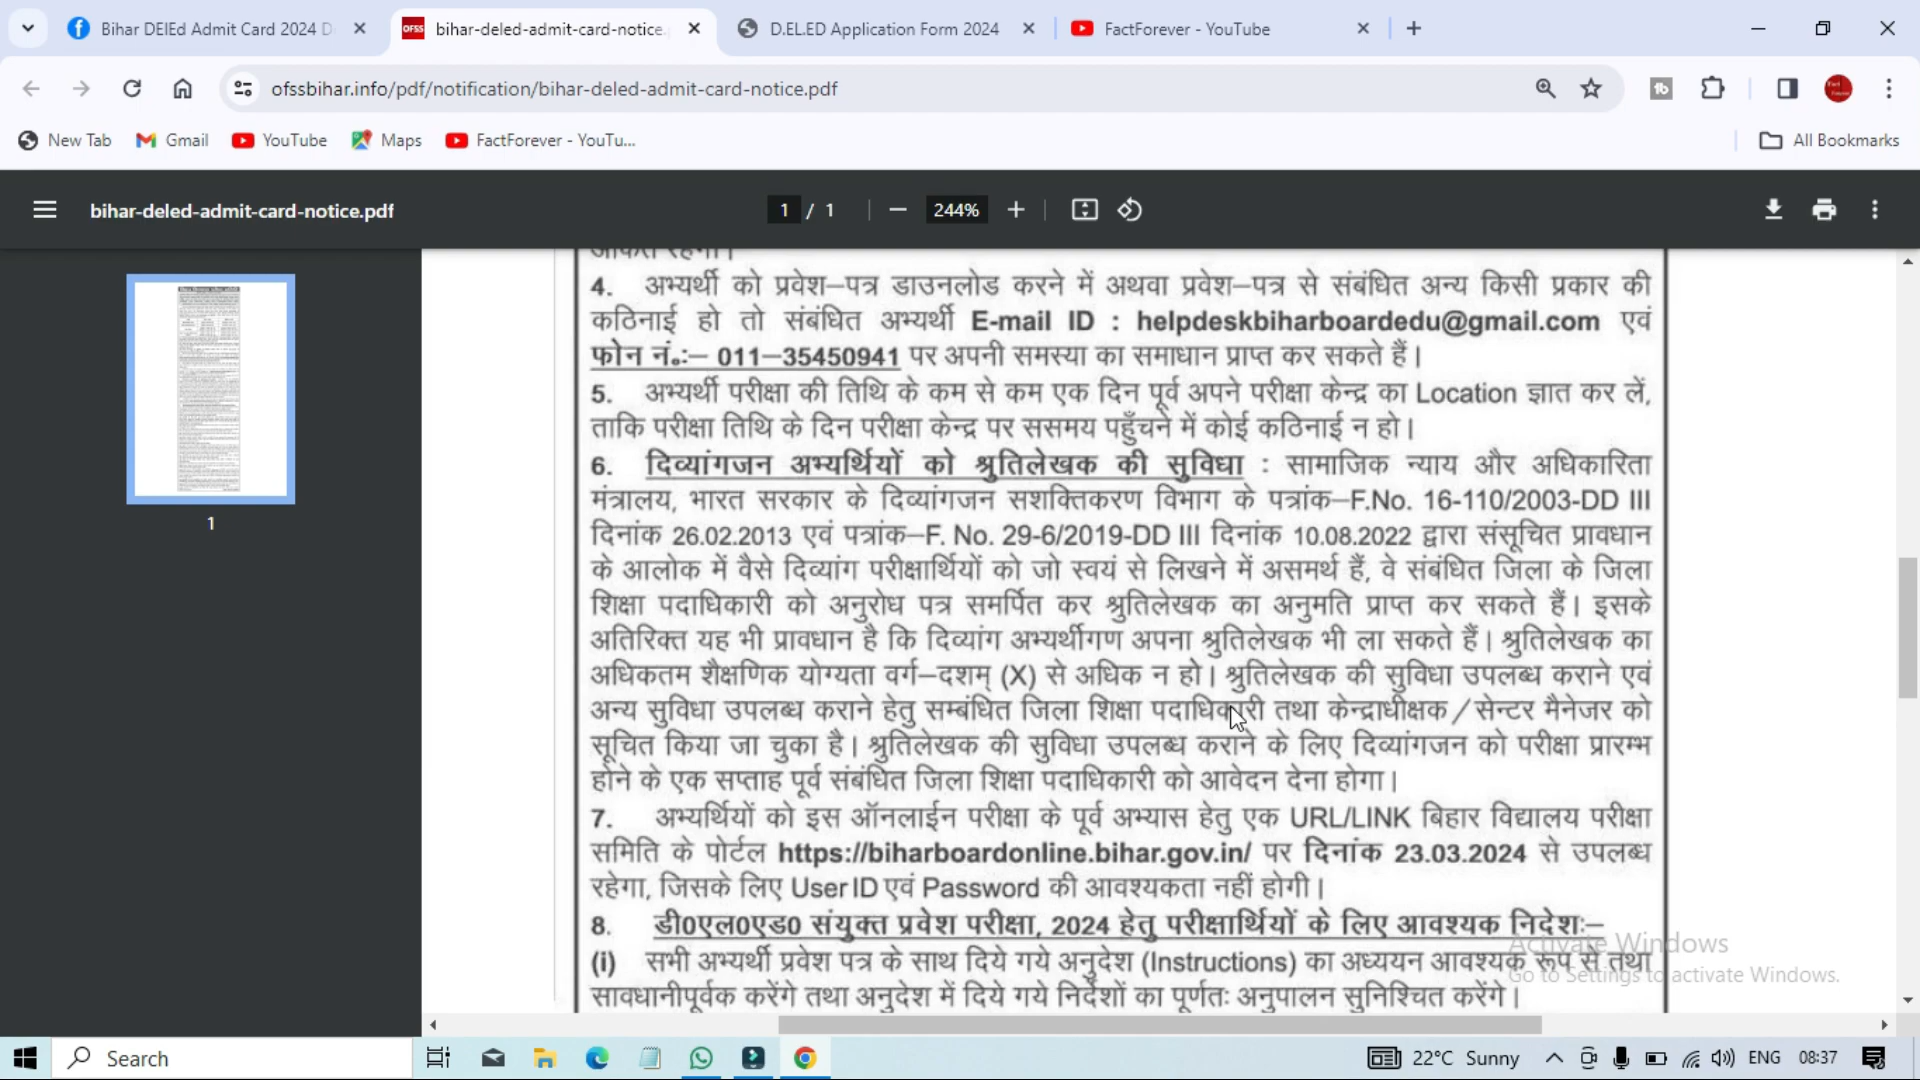 Bihar DElEd Admit Card 2024 D
bihar-deled-admit-card-notice.
D.EL.ED Application Form 2024
FactForever - YouTube
ofssbihar.info/pdf/notification/bihar-deled-admit-card-notice.pdf
New Tab
Gmail
YouTube
Maps
FactForever - YouTu...
All Bookmarks
bihar-deled-admit-card-notice.pdf
1 / 1
244%
1
4. अभ्यर्थी को प्रवेश–पत्र डाउनलोड करने में अथवा प्रवेश–पत्र से संबंधित अन्य किसी प्रकार की
कठिनाई हो तो संबंधित अभ्यर्थी E-mail ID : helpdeskbiharboardedu@gmail.com एवं
फोन नं.:– 011–35450941 पर अपनी समस्या का समाधान प्राप्त कर सकते हैं।
5. अभ्यर्थी परीक्षा की तिथि के कम से कम एक दिन पूर्व अपने परीक्षा केन्द्र का Location ज्ञात कर लें,
ताकि परीक्षा तिथि के दिन परीक्षा केन्द्र पर ससमय पहुँचने में कोई कठिनाई न हो।
6. दिव्यांगजन अभ्यर्थियों को श्रुतिलेखक की सुविधा : सामाजिक न्याय और अधिकारिता
मंत्रालय, भारत सरकार के दिव्यांगजन सशक्तिकरण विभाग के पत्रांक–F.No. 16-110/2003-DD III
दिनांक 26.02.2013 एवं पत्रांक–F. No. 29-6/2019-DD III दिनांक 10.08.2022 द्वारा संसूचित प्रावधान
के आलोक में वैसे दिव्यांग परीक्षार्थियों को जो स्वयं से लिखने में असमर्थ हैं, वे संबंधित जिला के जिला
शिक्षा पदाधिकारी को अनुरोध पत्र समर्पित कर श्रुतिलेखक का अनुमति प्राप्त कर सकते हैं। इसके
अतिरिक्त यह भी प्रावधान है कि दिव्यांग अभ्यर्थीगण अपना श्रुतिलेखक भी ला सकते हैं। श्रुतिलेखक का
अधिकतम शैक्षणिक योग्यता वर्ग–दशम् (X) से अधिक न हो। श्रुतिलेखक की सुविधा उपलब्ध कराने एवं
अन्य सुविधा उपलब्ध कराने हेतु सम्बंधित जिला शिक्षा पदाधिकारी तथा केन्द्राधीक्षक/सेन्टर मैनेजर को
सूचित किया जा चुका है। श्रुतिलेखक की सुविधा उपलब्ध कराने के लिए दिव्यांगजन को परीक्षा प्रारम्भ
होने के एक सप्ताह पूर्व संबंधित जिला शिक्षा पदाधिकारी को आवेदन देना होगा।
7. अभ्यर्थियों को इस ऑनलाईन परीक्षा के पूर्व अभ्यास हेतु एक URL/LINK बिहार विद्यालय परीक्षा
समिति के पोर्टल https://biharboardonline.bihar.gov.in/ पर दिनांक 23.03.2024 से उपलब्ध
रहेगा, जिसके लिए User ID एवं Password की आवश्यकता नहीं होगी।
8. डी0एल0एड0 संयुक्त प्रवेश परीक्षा, 2024 हेतु परीक्षार्थियों के लिए आवश्यक निदेशः–
(i) सभी अभ्यर्थी प्रवेश पत्र के साथ दिये गये अनुदेश (Instructions) का अध्ययन आवश्यक रूप से तथा
सावधानीपूर्वक करेंगे तथा अनुदेश में दिये गये निर्देशों का पूर्णतः अनुपालन सुनिश्चित करेंगे।
Activate Windows
Go to Settings to activate Windows.
Search
22°C Sunny
ENG
08:37